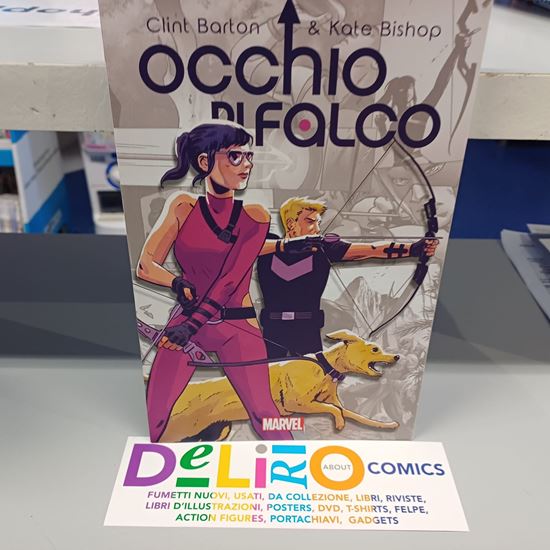 Clint Barton & Kate Bishop
OCCHIO
DI FALCO
MARVEL
DeLiRiO ABOUT COMICS
FUMETTI NUOVI, USATI, DA COLLEZIONE, LIBRI, RIVISTE,
LIBRI D'ILLUSTRAZIONI, POSTERS, DVD, T-SHIRTS, FELPE,
ACTION FIGURES, PORTACHIAVI, GADGETS